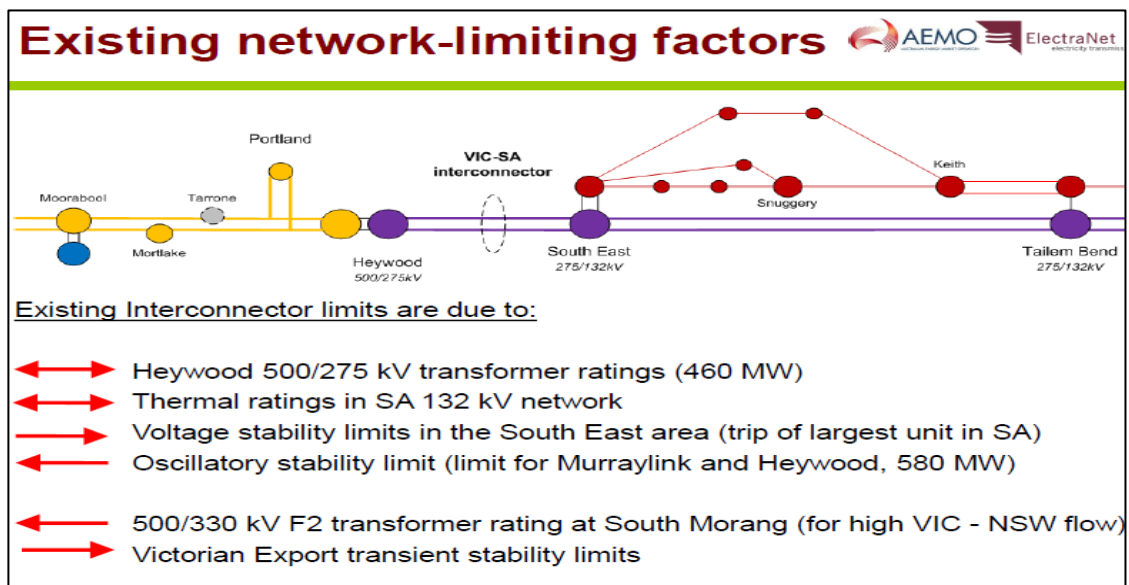 Existing network-limiting factors
AEMO
ElectraNet
electricity transmiss
Portland
VIC-SA
interconnector
Keith
Moorabool
Tarrone
Snuggery
Mortlake
Heywood
500/275kV
South East
275/132kV
Tailem Bend
275/132kV
Existing Interconnector limits are due to:
Heywood 500/275 kV transformer ratings (460 MW)
Thermal ratings in SA 132 kV network
Voltage stability limits in the South East area (trip of largest unit in SA)
Oscillatory stability limit (limit for Murraylink and Heywood, 580 MW)
500/330 kV F2 transformer rating at South Morang (for high VIC - NSW flow)
Victorian Export transient stability limits